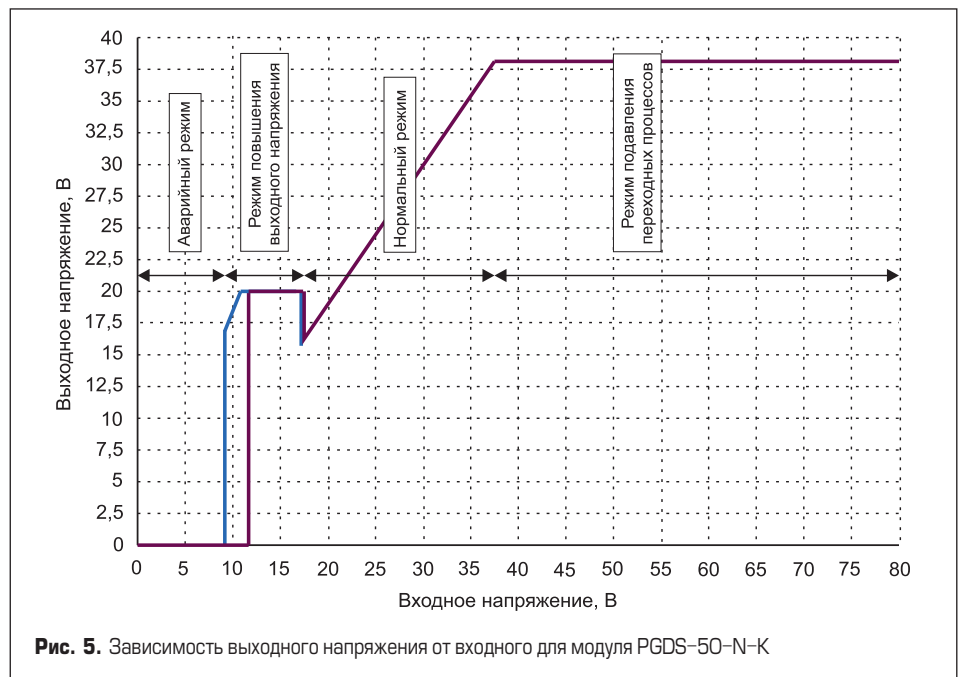 40
37,5
35
32,5
30
27,5
25
22,5
20
17,5
15
12,5
10
7,5
5
2,5
0
Выходное напряжение, В
Аварийный режим
Режим повышения
выходного напряжения
Нормальный режим
Режим подавления
переходных процессов
0 5 10 15 20 25 30 35 40 45 50 55 60 65 70 75 80
Входное напряжение, В
Рис. 5. Зависимость выходного напряжения от входного для модуля PGDS-50-N-K